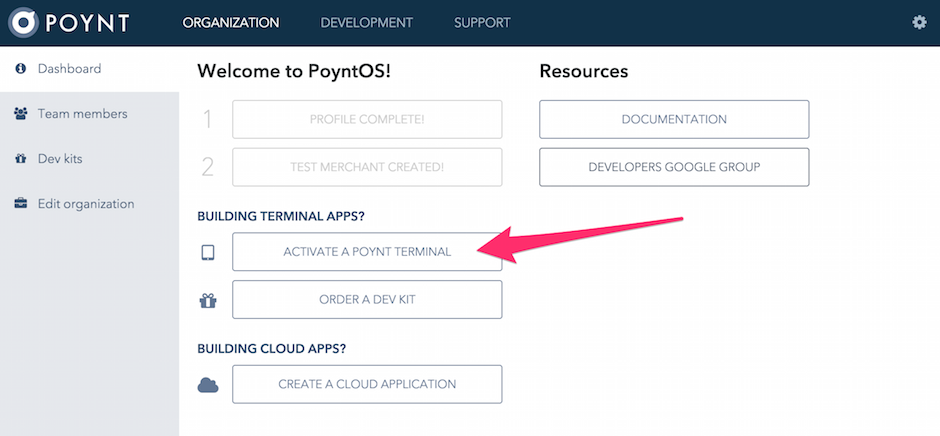 POYNT
ORGANIZATION
DEVELOPMENT
SUPPORT
Dashboard
Team members
Dev kits
Edit organization
Welcome to PoyntOS!
1
PROFILE COMPLETE!
2
TEST MERCHANT CREATED!
BUILDING TERMINAL APPS?
ACTIVATE A POYNT TERMINAL
ORDER A DEV KIT
BUILDING CLOUD APPS?
CREATE A CLOUD APPLICATION
Resources
DOCUMENTATION
DEVELOPERS GOOGLE GROUP